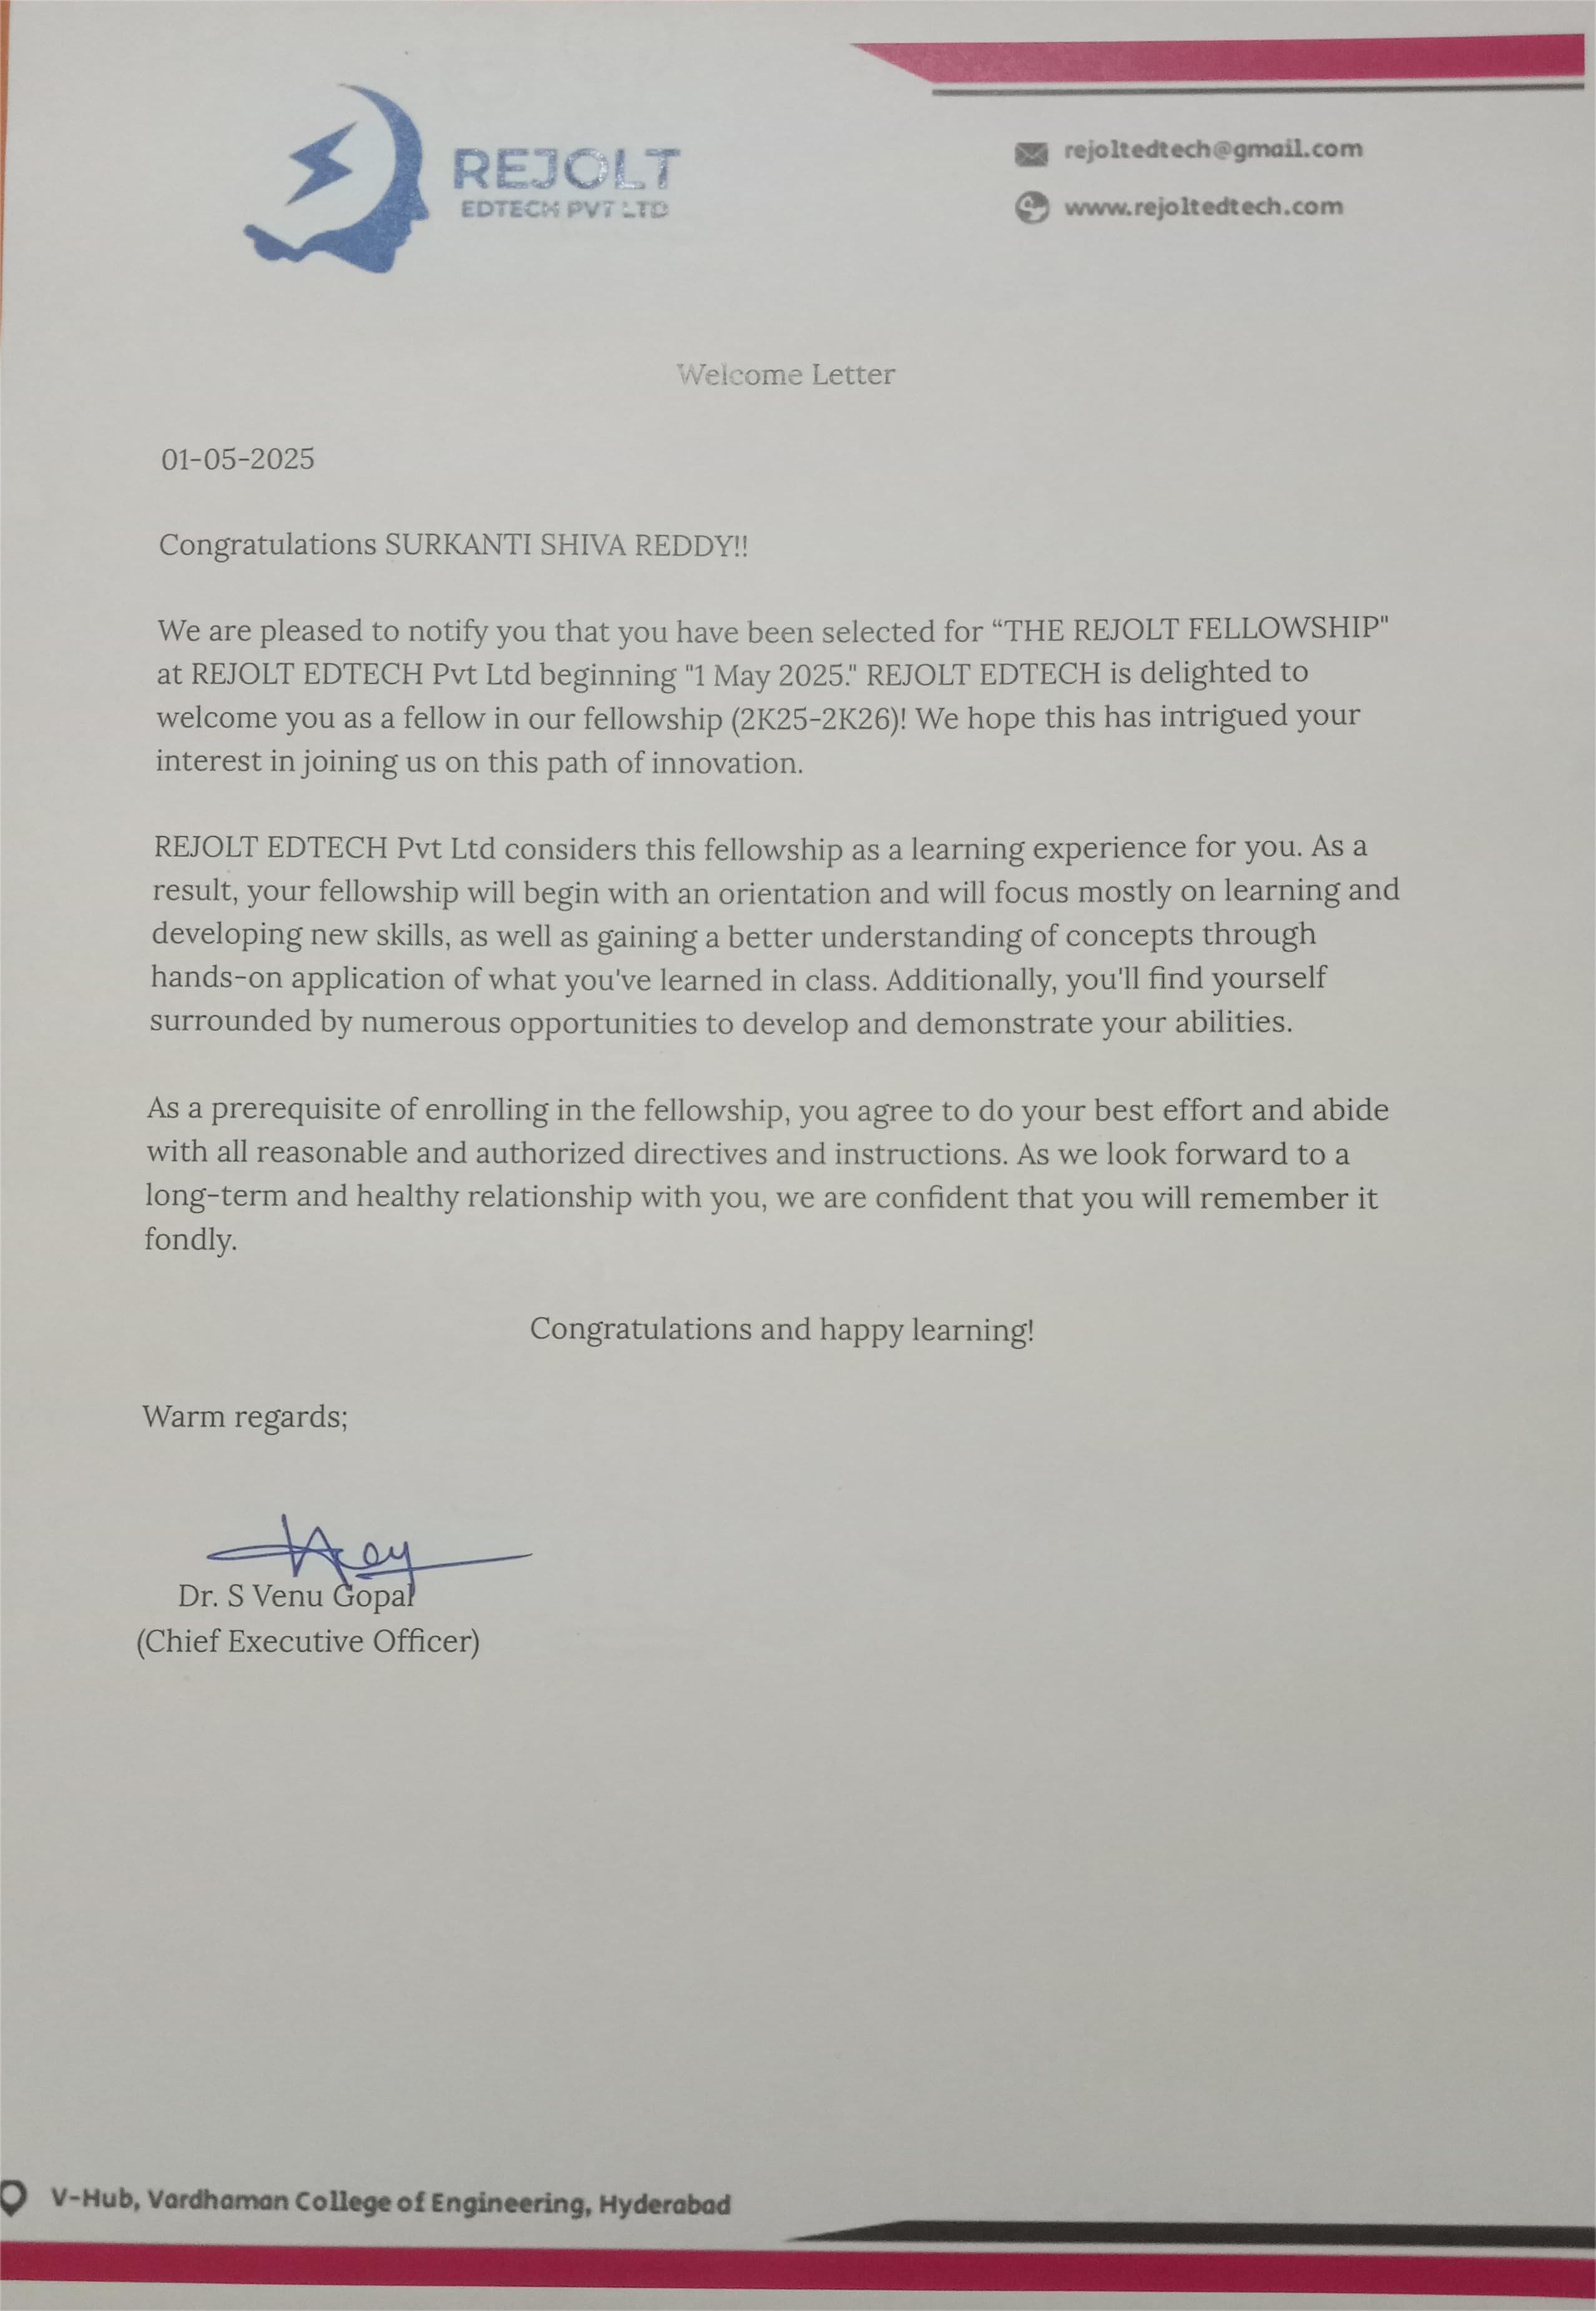 REJOLT
EDTECH PVT LTD
rejoltedtech@gmail.com
www.rejoltedtech.com
Welcome Letter
01-05-2025
Congratulations SURKANTI SHIVA REDDY!!
We are pleased to notify you that you have been selected for “THE REJOLT FELLOWSHIP"
at REJOLT EDTECH Pvt Ltd beginning "1 May 2025." REJOLT EDTECH is delighted to
welcome you as a fellow in our fellowship (2K25-2K26)! We hope this has intrigued your
interest in joining us on this path of innovation.
REJOLT EDTECH Pvt Ltd considers this fellowship as a learning experience for you. As a
result, your fellowship will begin with an orientation and will focus mostly on learning and
developing new skills, as well as gaining a better understanding of concepts through
hands-on application of what you've learned in class. Additionally, you'll find yourself
surrounded by numerous opportunities to develop and demonstrate your abilities.
As a prerequisite of enrolling in the fellowship, you agree to do your best effort and abide
with all reasonable and authorized directives and instructions. As we look forward to a
long-term and healthy relationship with you, we are confident that you will remember it
fondly.
Congratulations and happy learning!
Warm regards;
Dr. S Venu Gopal
(Chief Executive Officer)
V-Hub, Vardhaman College of Engineering, Hyderabad